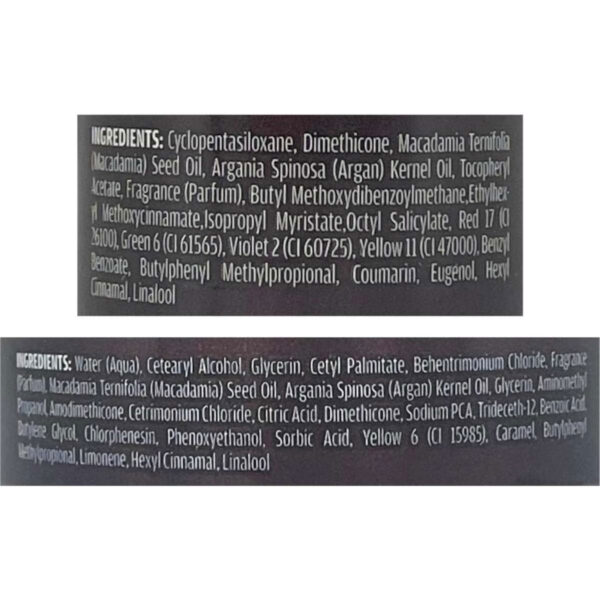 INGREDIENTS: Cyclopentasiloxane, Dimethicone, Macadamia Ternifolia
(Macadamia) Seed Oil, Argania Spinosa (Argan) Kernel Oil, Tocopheryl
Acetate, Fragrance (Parfum), Butyl Methoxydibenzoylmethane,Ethylhex-
yl Methoxycinnamate,Isopropyl Myristate,Octyl Salicylate, Red 17 (CI
26100), Green 6 (CI 61565), Violet 2 (CI 60725), Yellow 11 (CI 47000), Benzyl
Benzoate, Butylphenyl Methylpropional, Coumarin, Eugenol, Hexyl
Cinnamal, Linalool
INGREDIENTS: Water (Aqua), Cetearyl Alcohol, Glycerin, Cetyl Palmitate, Behentrimonium Chloride, Fragrance
(Parfum), Macadamia Ternifolia (Macadamia) Seed Oil, Argania Spinosa (Argan) Kernel Oil, Glycerin, Aminomethyl
Propanol, Amodimethicone, Cetrimonium Chloride, Citric Acid, Dimethicone, Sodium PCA, Trideceth-12, Benzoic Acid,
Butylene Glycol, Chlorphenesin, Phenoxyethanol, Sorbic Acid, Yellow 6 (CI 15985), Caramel, Butylphenyl
Methylpropional, Limonene, Hexyl Cinnamal, Linalool